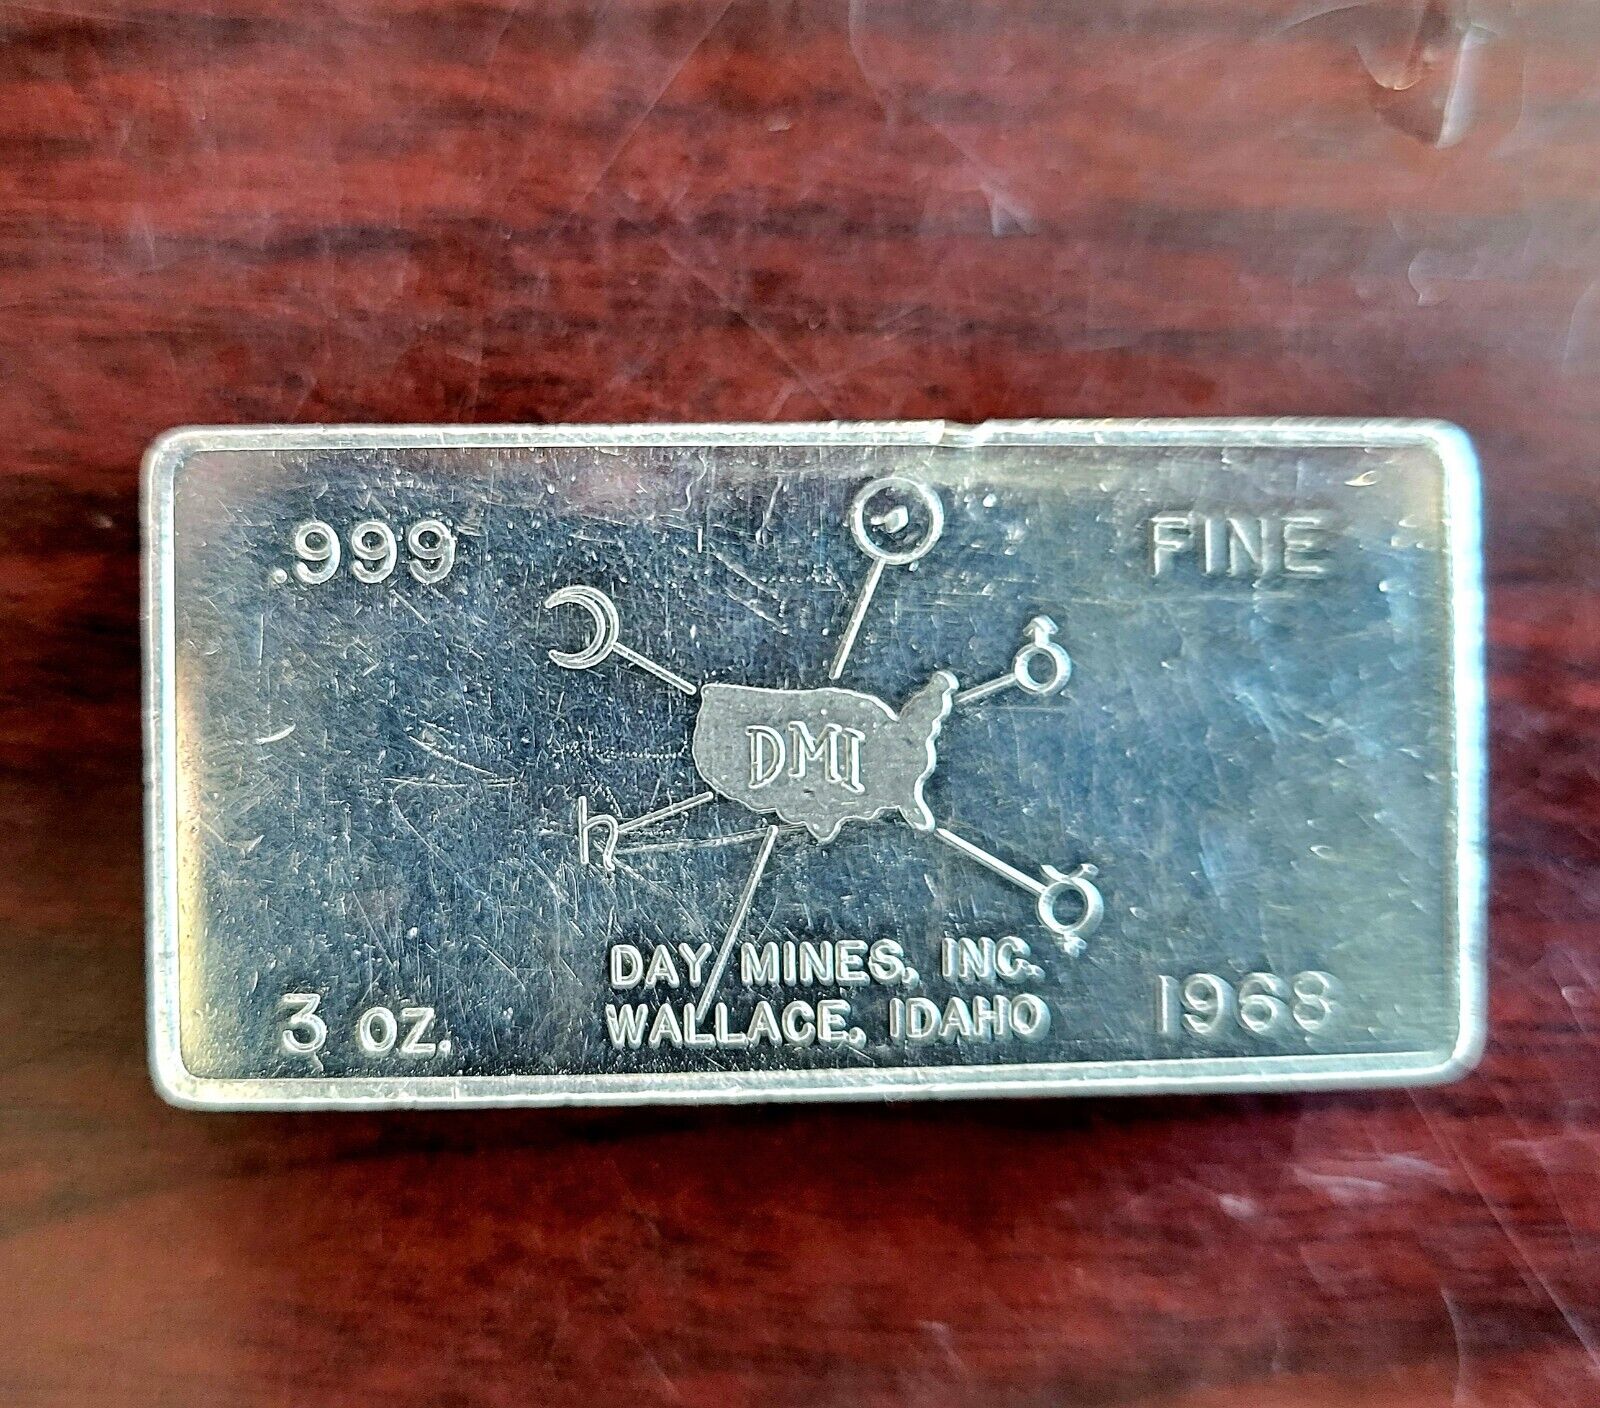 .999 FINE
DMI
DAY MINES, INC.
WALLACE, IDAHO
3 OZ. 1968